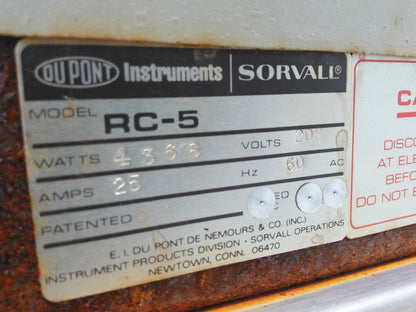 DU PONT Instruments SORVALL®
MODEL RC-5
WATTS 4368 VOLTS 208
AMPS 25 Hz 60 AC
PATENTED
E. I. DU PONT DE NEMOURS & CO. (INC.)
INSTRUMENT PRODUCTS DIVISION - SORVALL OPERATIONS
NEWTOWN, CONN. 06470
CA
DISCO
AT ELE
BEFO
DO NOT